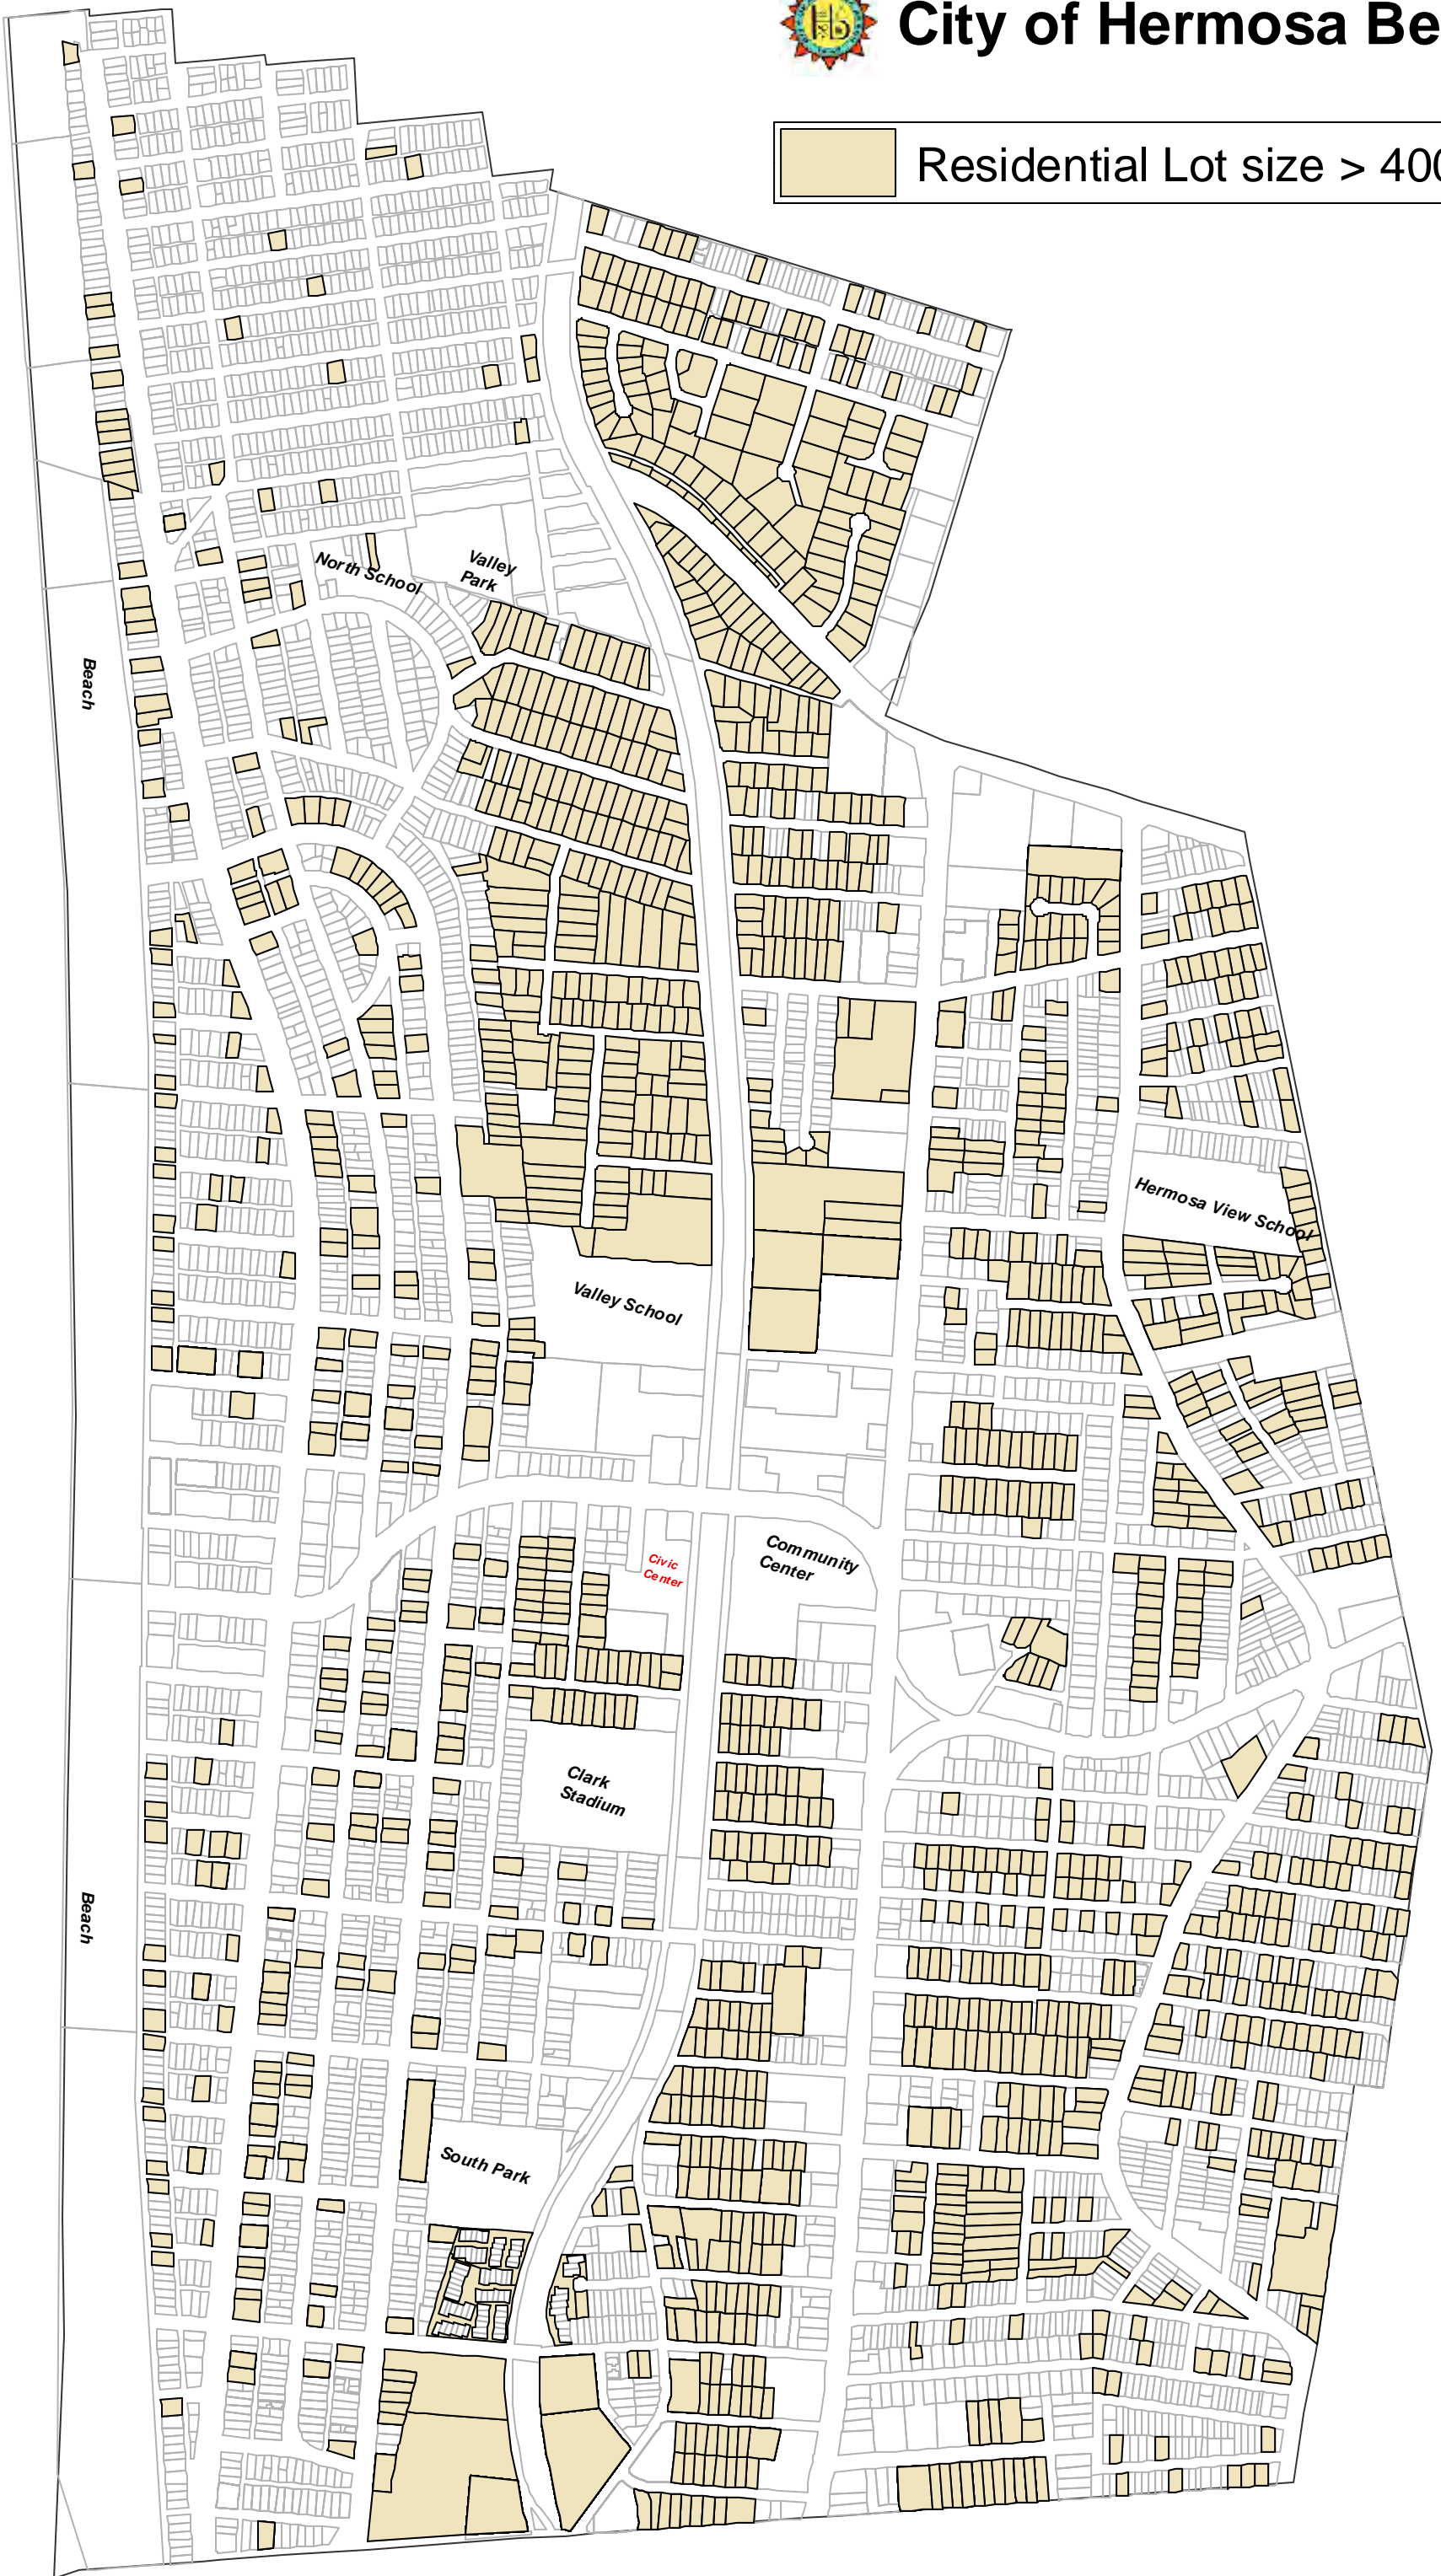 City of Hermosa Be
Residential Lot size > 400
North School
Valley
Park
Beach
Hermosa View School
Valley School
Civic
Center
Community
Center
Clark
Stadium
Beach
South Park